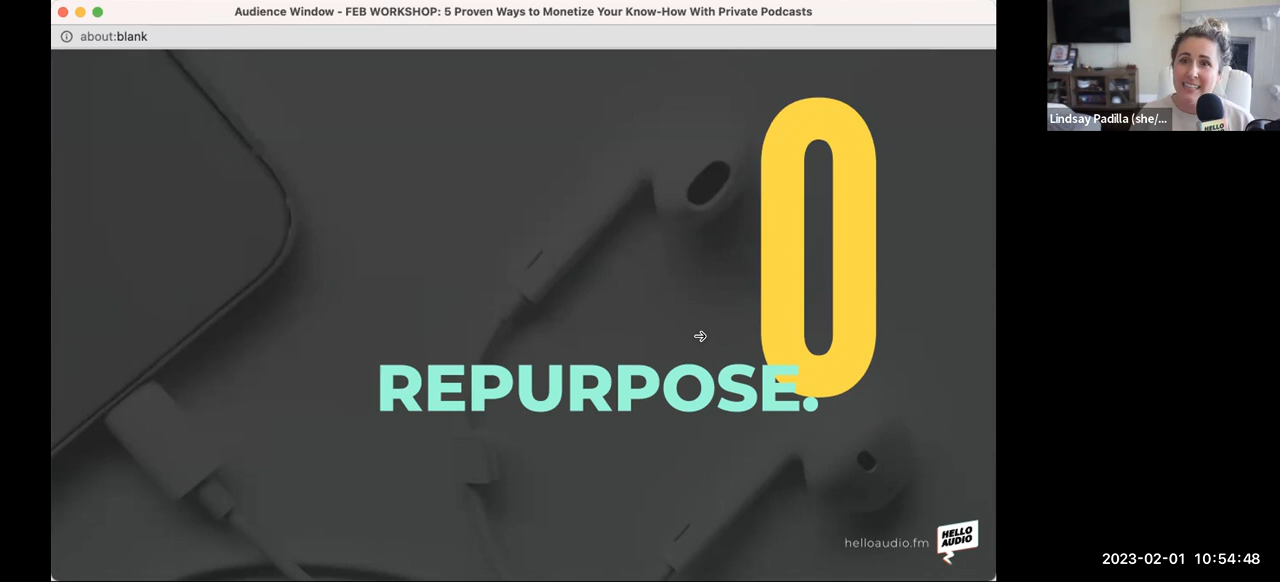 Audience Window - FEB WORKSHOP: 5 Proven Ways to Monetize Your Know-How With Private Podcasts
about:blank
0
REPURPOSE.
helloaudio.fm
HELLO
AUDIO
Lindsay Padilla (she/...
HELLO
2023-02-01 10:54:48